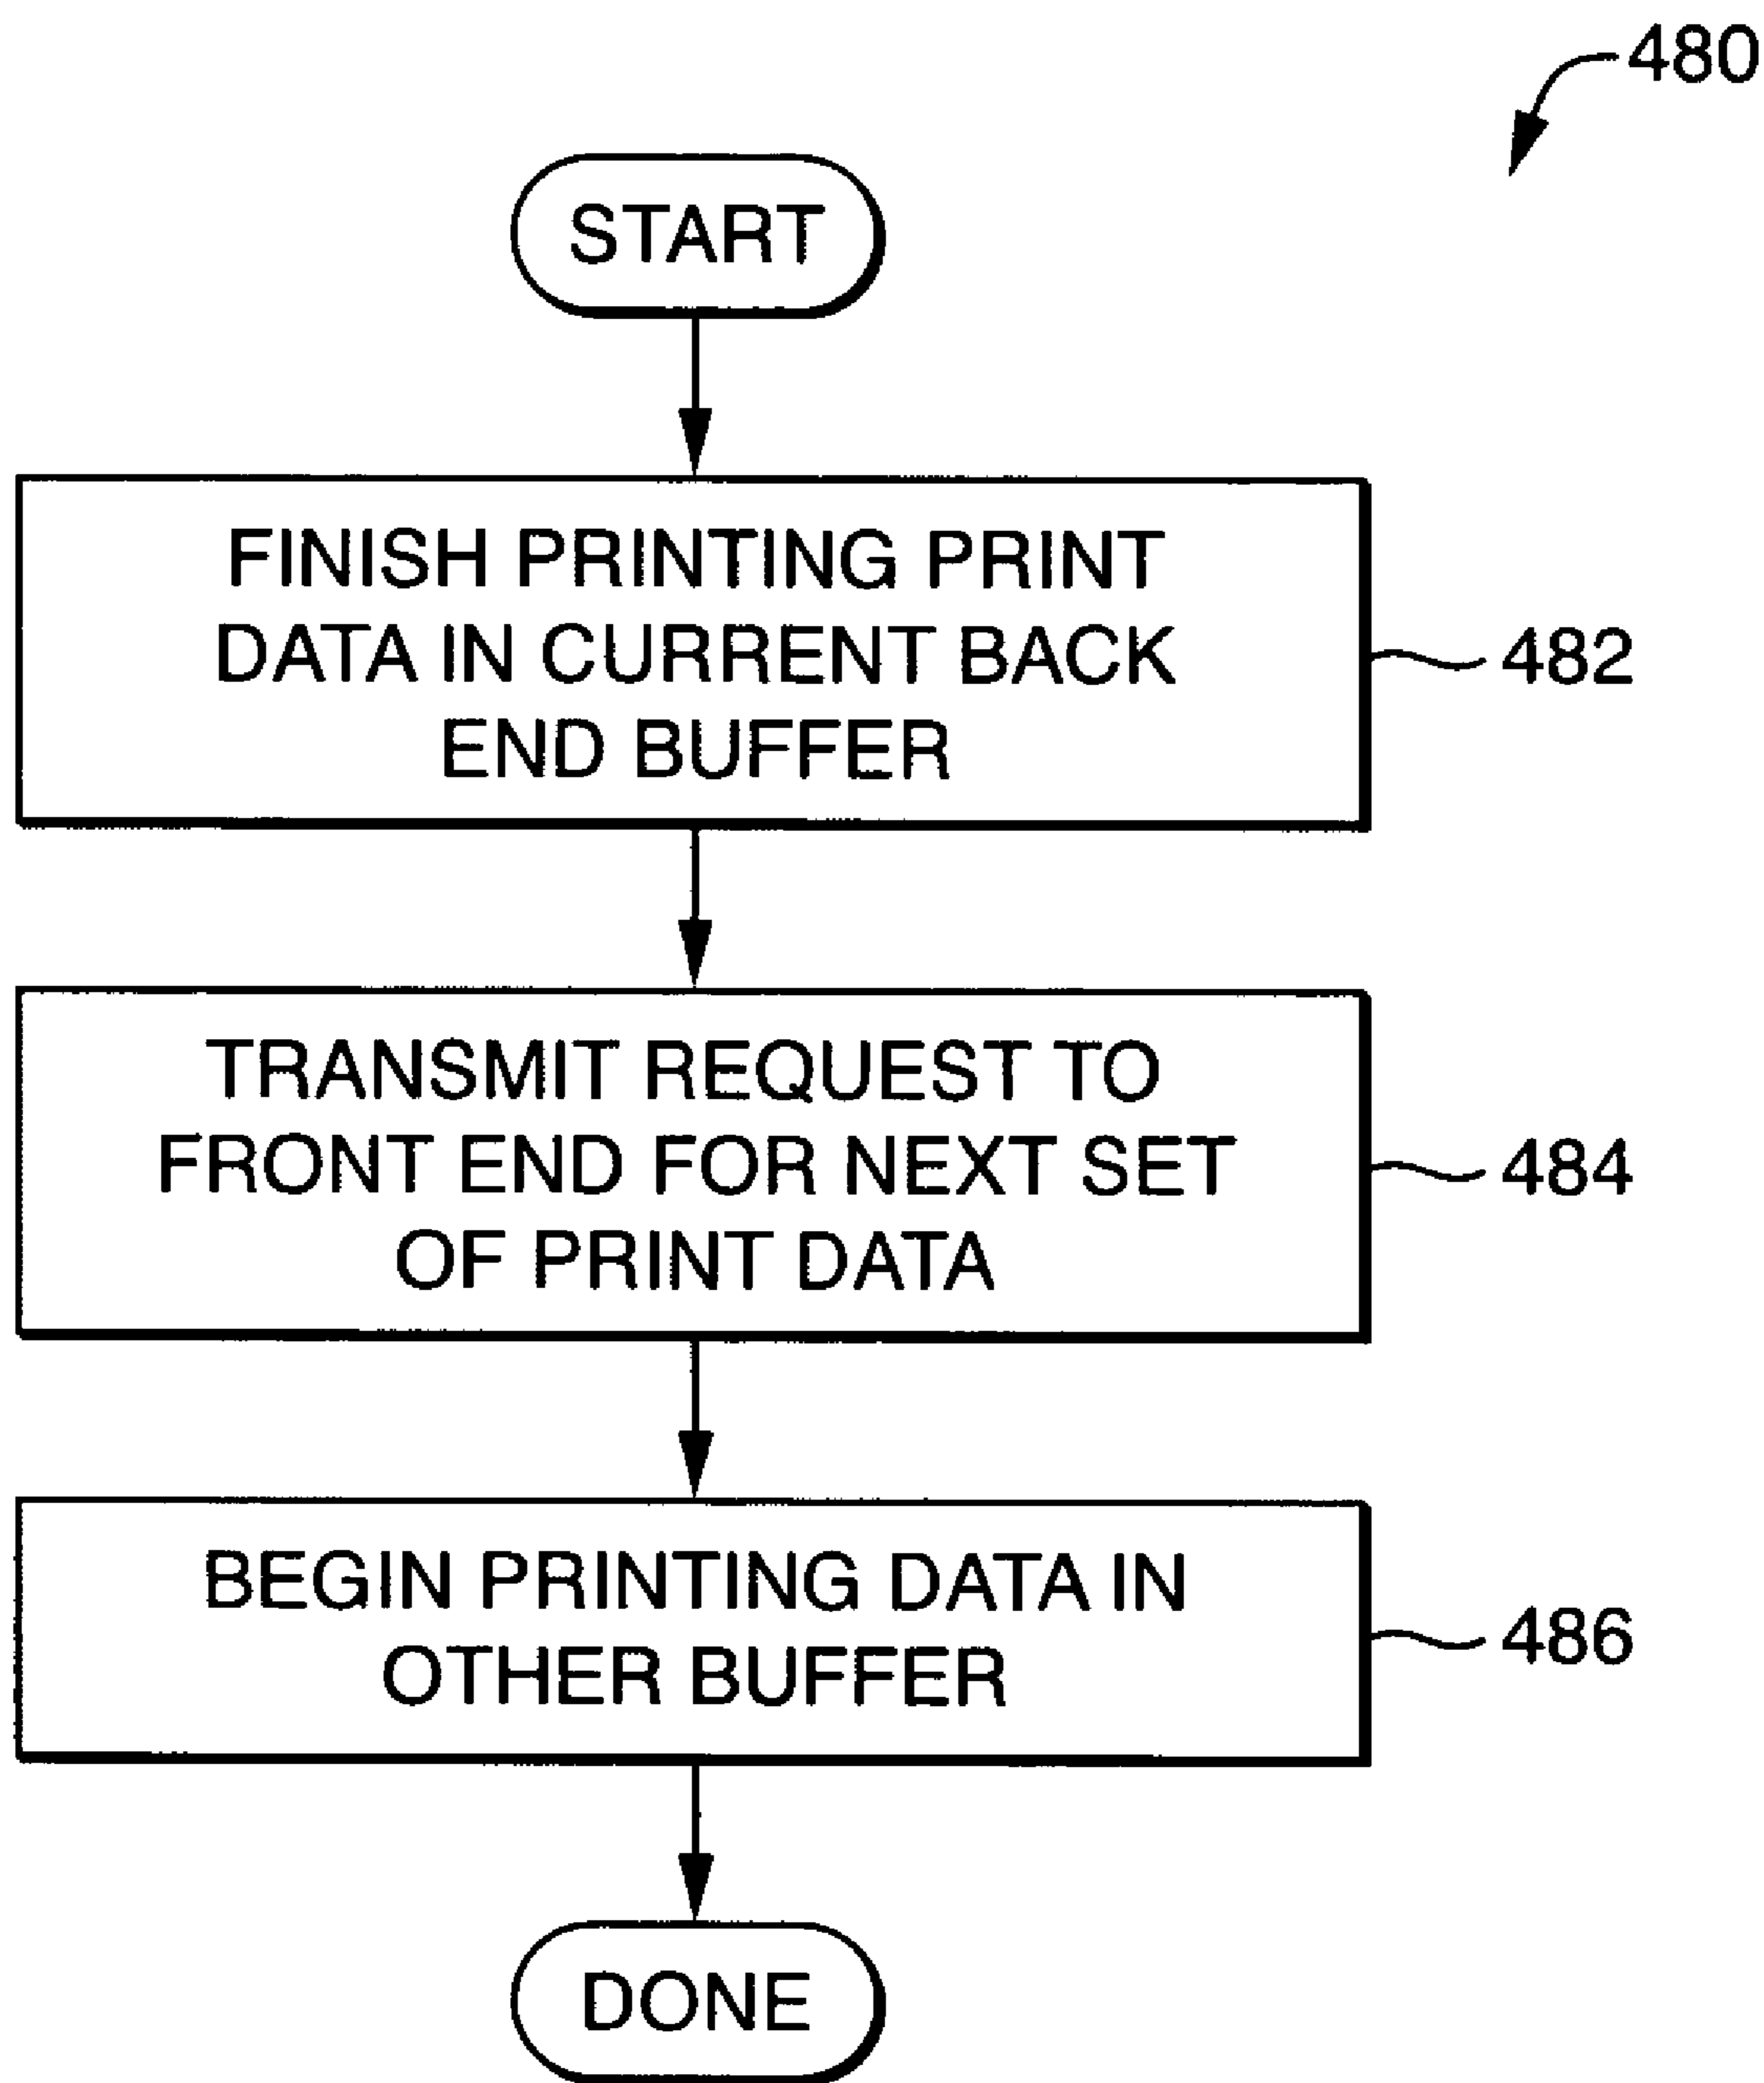 480
START
FINISH PRINTING PRINT
DATA IN CURRENT BACK
END BUFFER
482
TRANSMIT REQUEST TO
FRONT END FOR NEXT SET
OF PRINT DATA
484
BEGIN PRINTING DATA IN
OTHER BUFFER
486
DONE